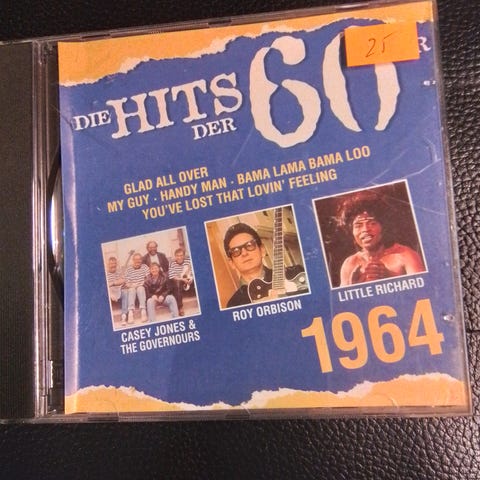 25
DIE HITS DER 60 R
GLAD ALL OVER
MY GUY · HANDY MAN · BAMA LAMA BAMA LOO
YOU'VE LOST THAT LOVIN' FEELING
CASEY JONES &
THE GOVERNOURS
ROY ORBISON
LITTLE RICHARD
1964